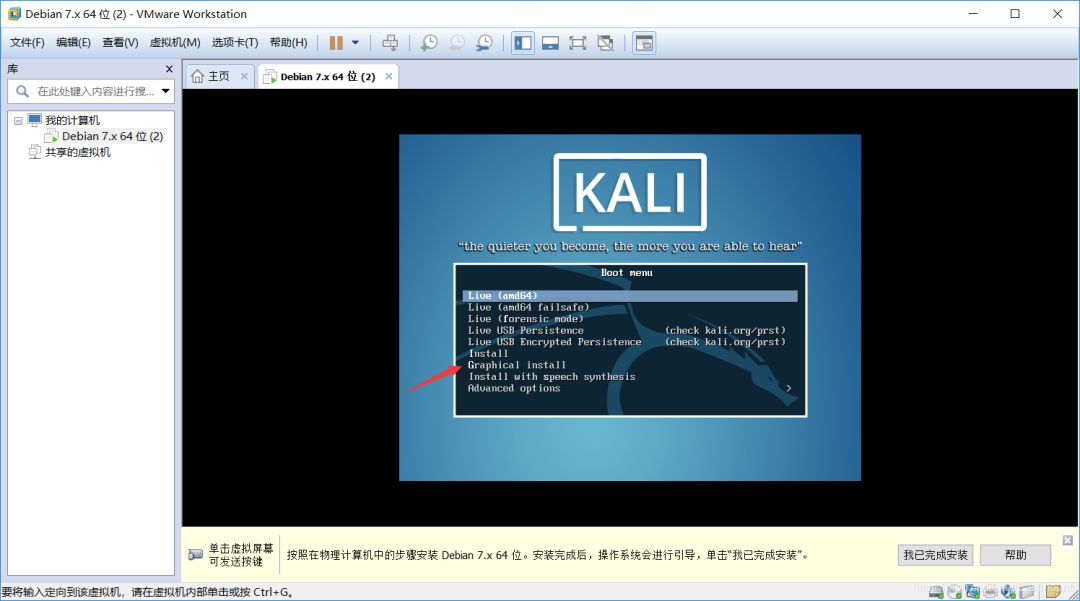 Debian 7.x 64 位 (2) - VMware Workstation
文件(F) 编辑(E) 查看(V) 虚拟机(M) 选项卡(T) 帮助(H)
库 x
主页 × Debian 7.x 64 位 (2) ×
在此处键入内容进行搜...
我的计算机
Debian 7.x 64 位 (2)
共享的虚拟机
KALI
“the quieter you become, the more you are able to hear”
Boot menu
Live (amd64)
Live (amd64 failsafe)
Live (forensic mode)
Live USB Persistence (check kali.org/prst)
Live USB Encrypted Persistence (check kali.org/prst)
Install
Graphical install
Install with speech synthesis
Advanced options >
单击虚拟屏幕
可发送按键
按照在物理计算机中的步骤安装 Debian 7.x 64 位。安装完成后，操作系统会进行引导，单击“我已完成安装”。
我已完成安装 帮助
要将输入定向到该虚拟机，请在虚拟机内部单击或按 Ctrl+G。